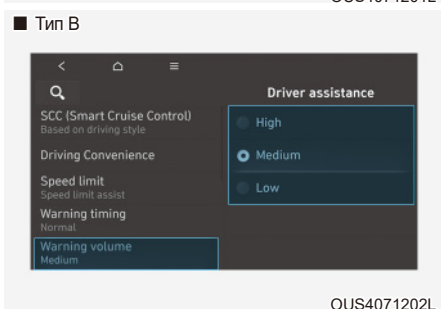 ■ Тип B
Driver assistance
SCC (Smart Cruise Control)
Based on driving style
Driving Convenience
Speed limit
Speed limit assist
Warning timing
Normal
Warning volume
Medium
High
Medium
Low
OUS4071202L